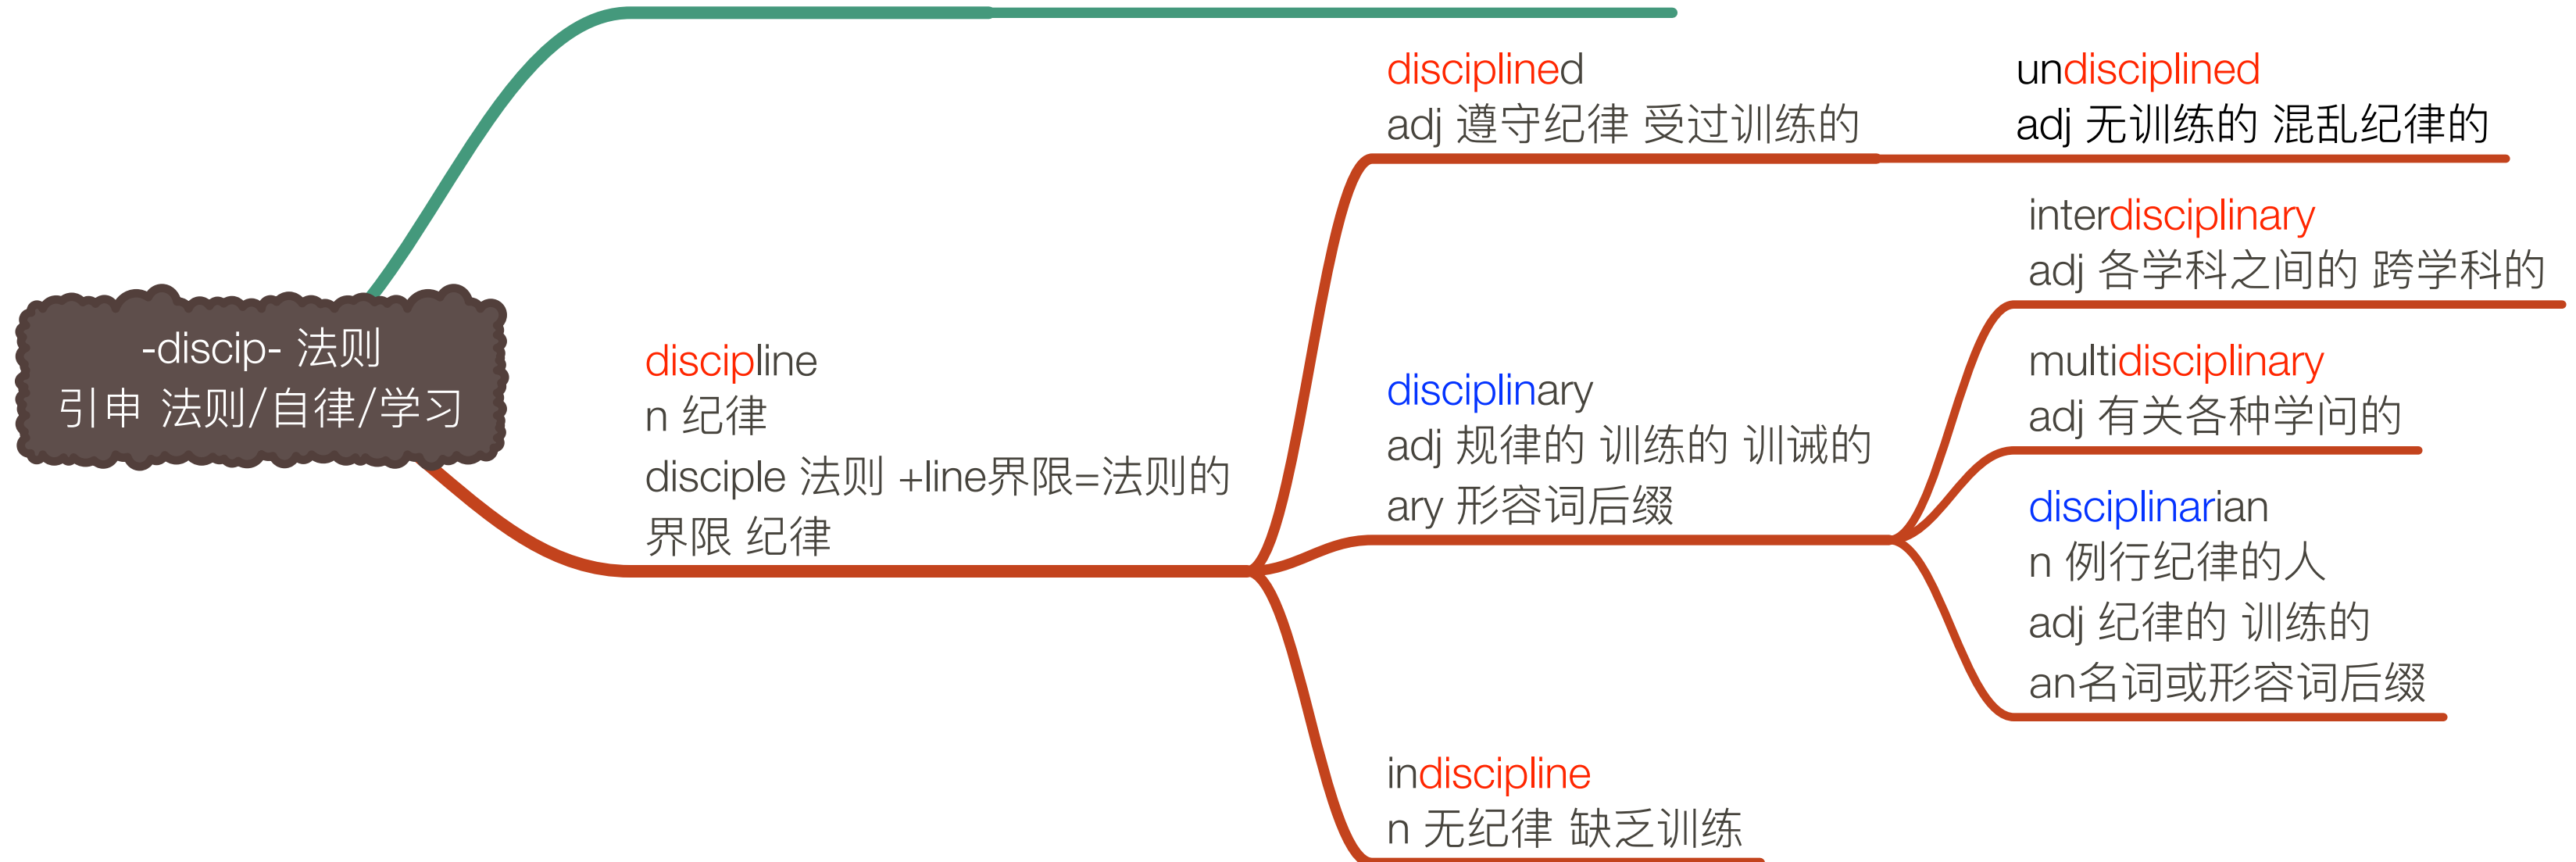 -discip- 法则
引申 法则/自律/学习
discipline
n 纪律
disciple 法则 +line界限=法则的
界限 纪律
disciplined
adj 遵守纪律 受过训练的
undisciplined
adj 无训练的 混乱纪律的
disciplinary
adj 规律的 训练的 训诫的
ary 形容词后缀
interdisciplinary
adj 各学科之间的 跨学科的
multidisciplinary
adj 有关各种学问的
disciplinarian
n 例行纪律的人
adj 纪律的 训练的
an名词或形容词后缀
indiscipline
n 无纪律 缺乏训练